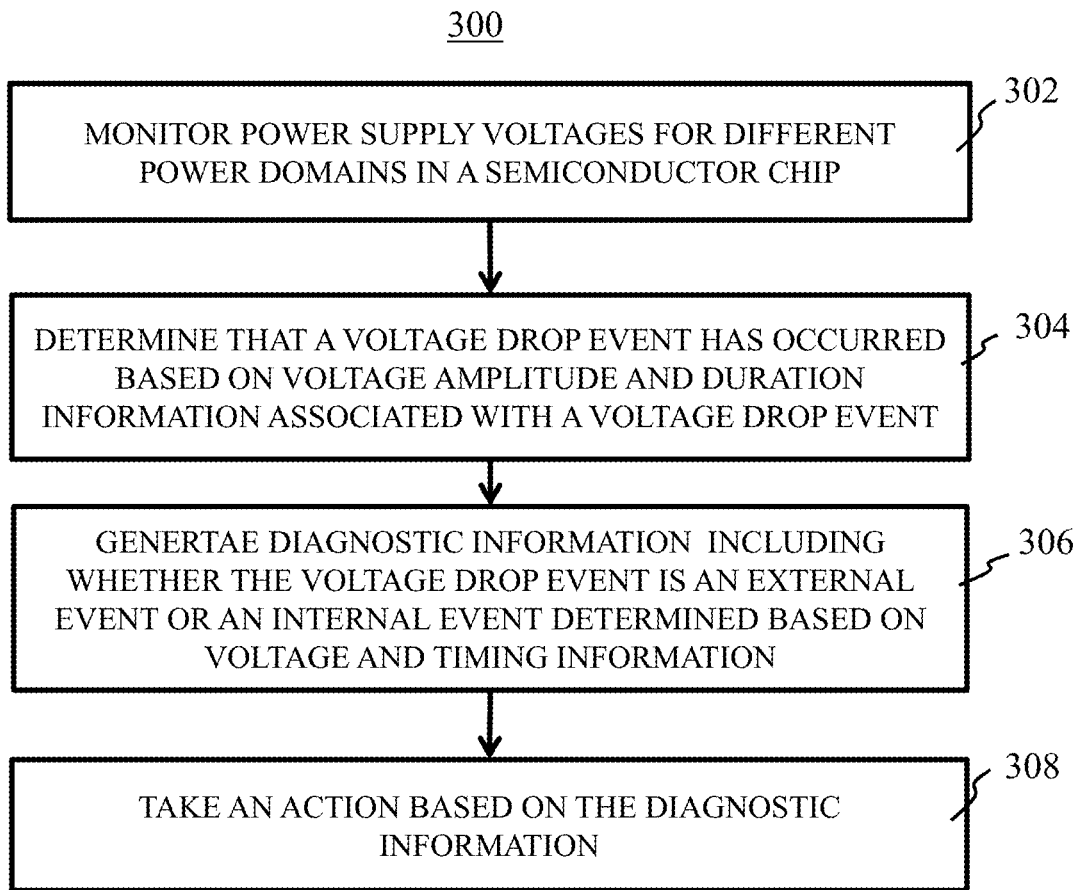 300
302
MONITOR POWER SUPPLY VOLTAGES FOR DIFFERENT
POWER DOMAINS IN A SEMICONDUCTOR CHIP
304
DETERMINE THAT A VOLTAGE DROP EVENT HAS OCCURRED
BASED ON VOLTAGE AMPLITUDE AND DURATION
INFORMATION ASSOCIATED WITH A VOLTAGE DROP EVENT
306
GENERTAE DIAGNOSTIC INFORMATION INCLUDING
WHETHER THE VOLTAGE DROP EVENT IS AN EXTERNAL
EVENT OR AN INTERNAL EVENT DETERMINED BASED ON
VOLTAGE AND TIMING INFORMATION
308
TAKE AN ACTION BASED ON THE DIAGNOSTIC
INFORMATION